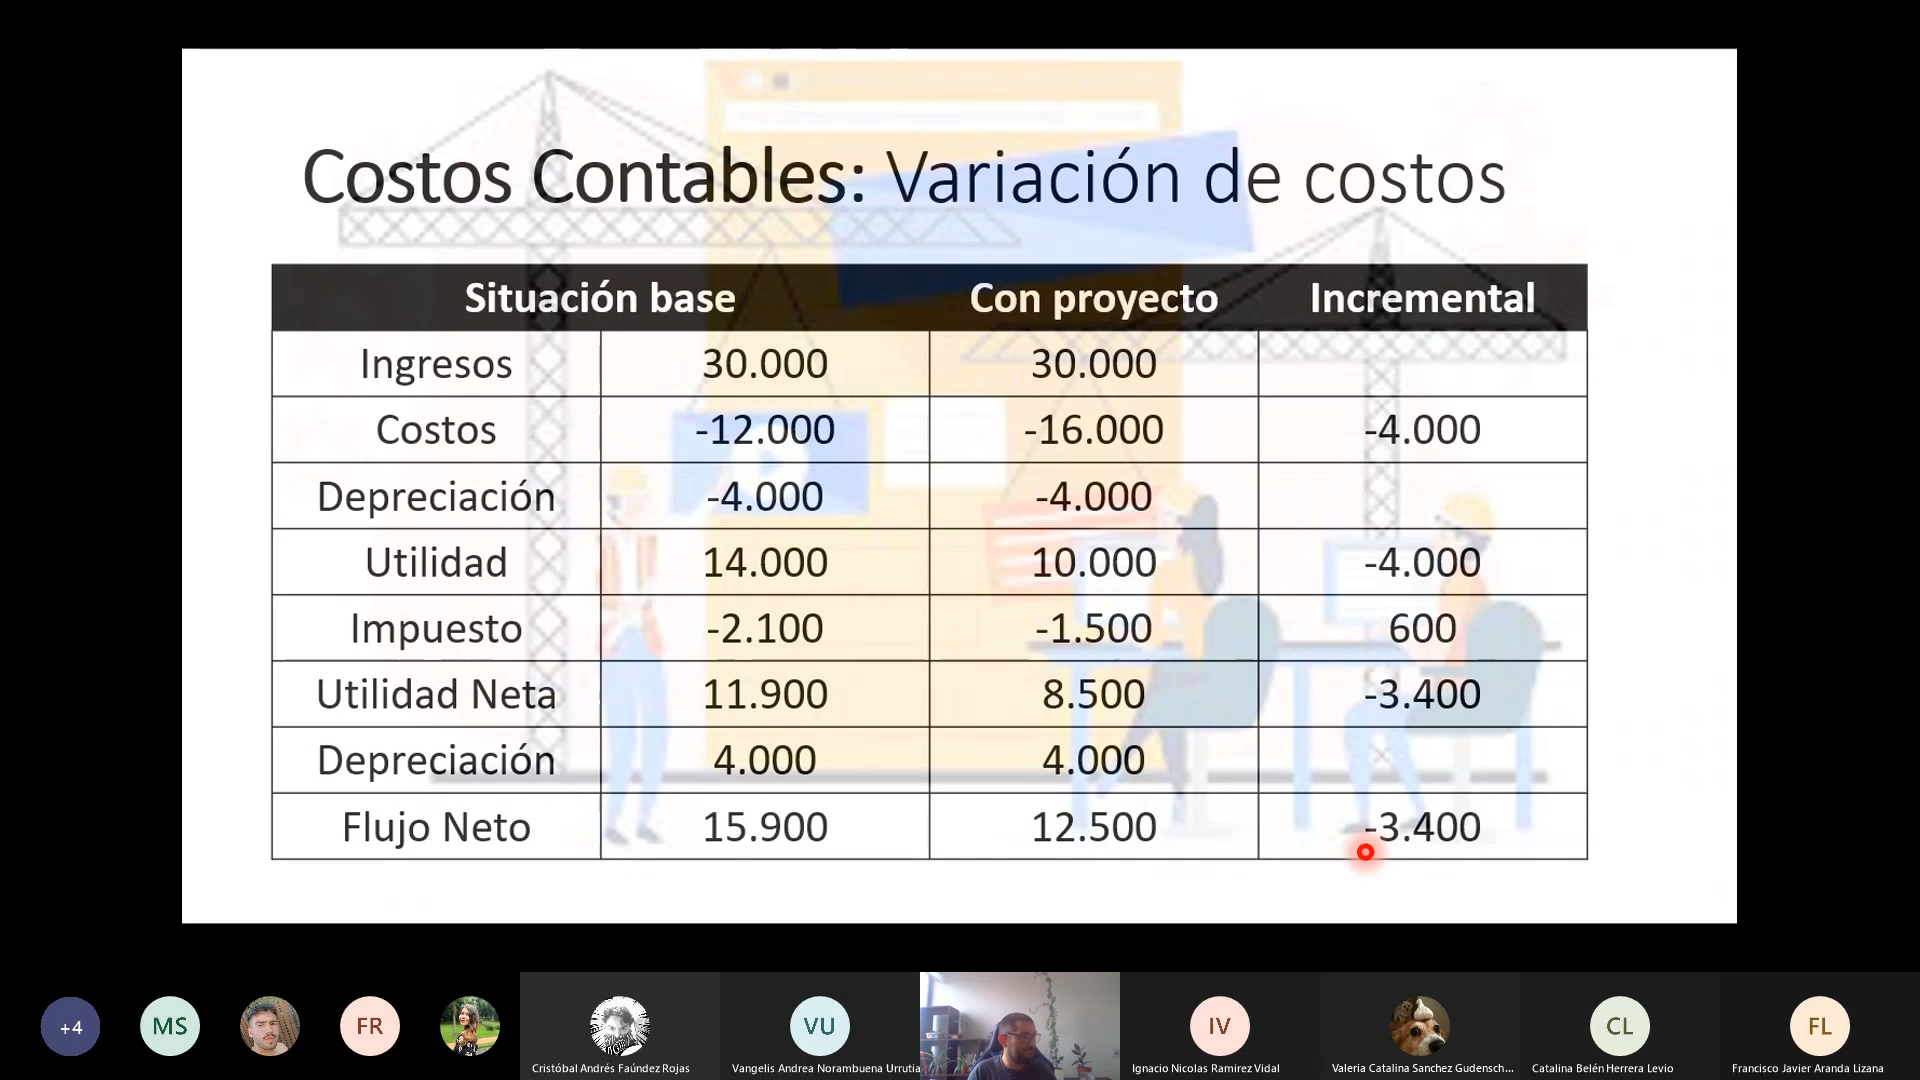 Costos Contables: Variación de costos
Situación base Con proyecto Incremental
Ingresos 30.000 30.000
Costos -12.000 -16.000 -4.000
Depreciación -4.000 -4.000
Utilidad 14.000 10.000 -4.000
Impuesto -2.100 -1.500 600
Utilidad Neta 11.900 8.500 -3.400
Depreciación 4.000 4.000
Flujo Neto 15.900 12.500 -3.400
+4 MS FR VU IV CL FL
Cristóbal Andrés Faúndez Rojas Vangelis Andrea Norambuena Urrutia Ignacio Nicolas Ramirez Vidal Valeria Catalina Sanchez Gudensch... Catalina Belén Herrera Levio Francisco Javier Aranda Lizana